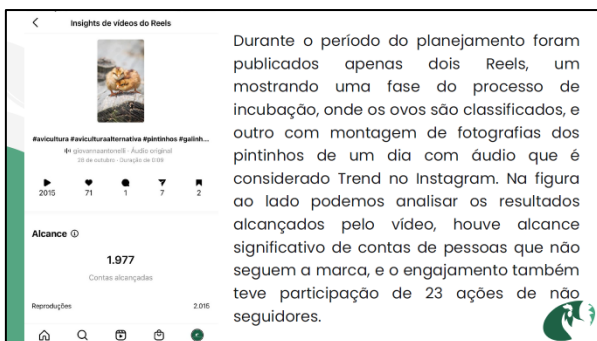 Insights de vídeos do Reels
#avicultura #aviculturaalternativa #pintinhos #galinh...
giovannaantonelli · Áudio original
20 de outubro · Duração de 0:09
2015 71 1 7 2
Alcance
1.977
Contas alcançadas
Reproduções 2.015
Durante o período do planejamento foram
publicados apenas dois Reels, um
mostrando uma fase do processo de
incubação, onde os ovos são classificados, e
outro com montagem de fotografias dos
pintinhos de um dia com áudio que é
considerado Trend no Instagram. Na figura
ao lado podemos analisar os resultados
alcançados pelo vídeo, houve alcance
significativo de contas de pessoas que não
seguem a marca, e o engajamento também
teve participação de 23 ações de não
seguidores.